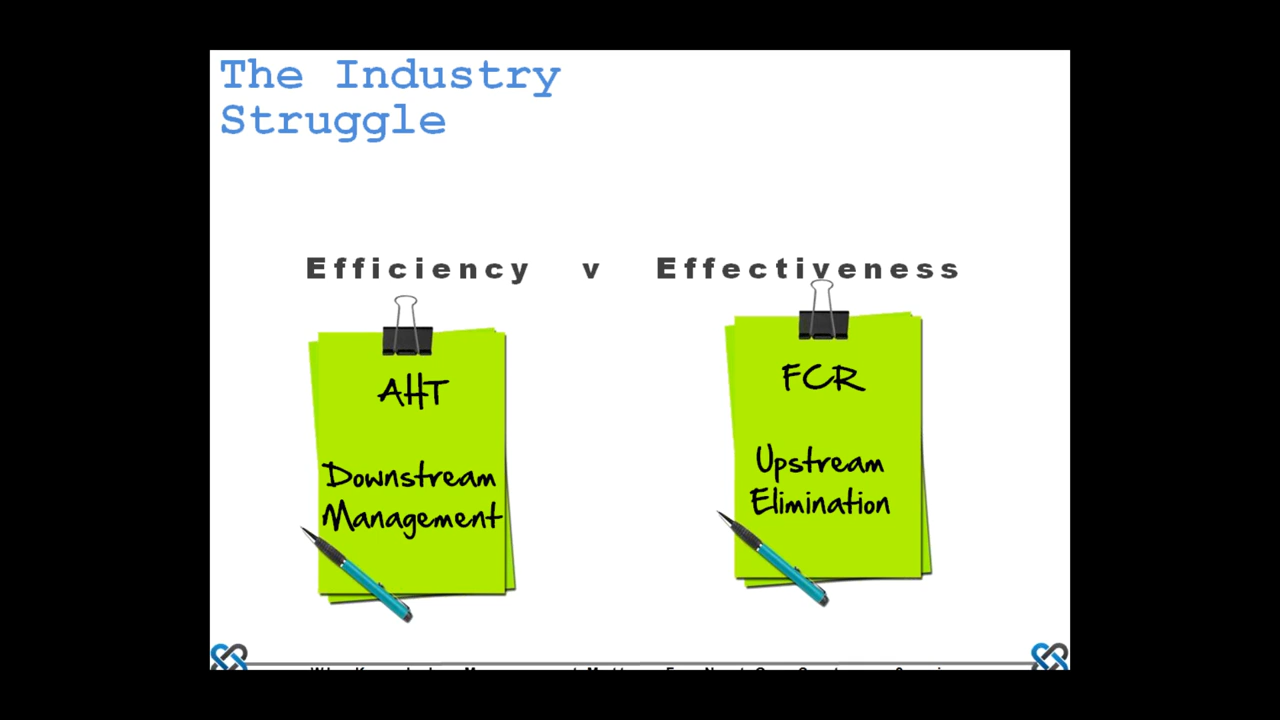 The Industry
Struggle
Efficiency v Effectiveness
AHT
Downstream
Management
FCR
Upstream
Elimination